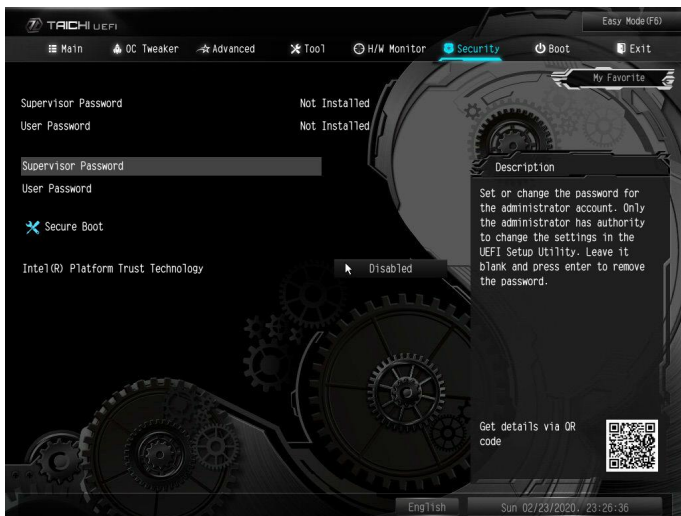 TAICHI UEFI
Easy Mode(F6)
Main OC Tweaker Advanced Tool H/W Monitor Security Boot Exit
My Favorite
Supervisor Password Not Installed
User Password Not Installed
Supervisor Password
User Password
Secure Boot
Intel(R) Platform Trust Technology Disabled
Description
Set or change the password for
the administrator account. Only
the administrator has authority
to change the settings in the
UEFI Setup Utility. Leave it
blank and press enter to remove
the password.
Get details via QR
code
English Sun 02/23/2020, 23:26:36